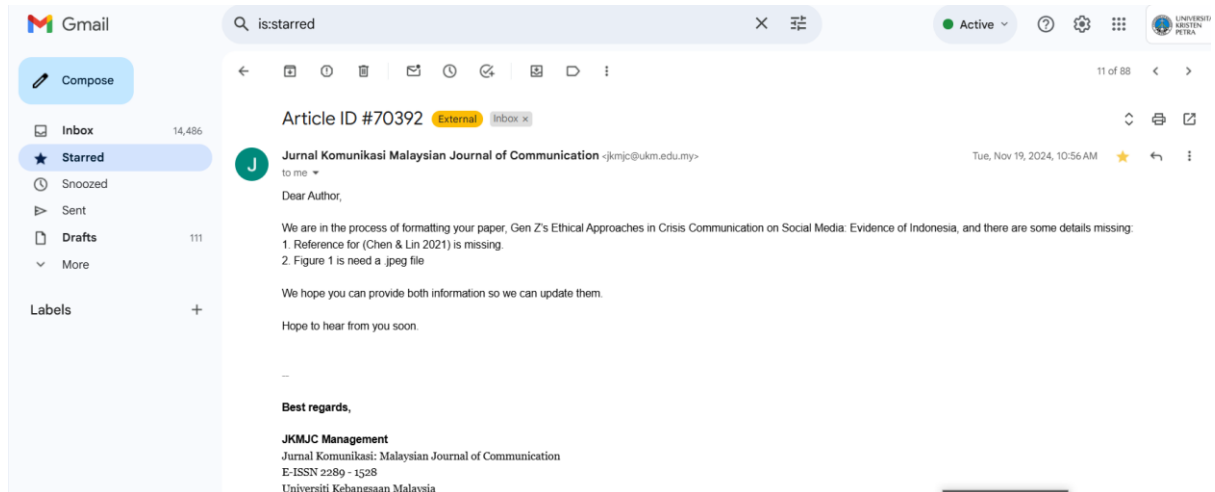 Gmail
is:starred
Active
UNIVERSITA
KRISTEN
PETRA
Compose
11 of 88
Inbox 14,486
Starred
Snoozed
Sent
Drafts 111
More
Labels
Article ID #70392 External Inbox ×
J
Jurnal Komunikasi Malaysian Journal of Communication <jkmjc@ukm.edu.my> Tue, Nov 19, 2024, 10:56 AM
to me
Dear Author,
We are in the process of formatting your paper, Gen Z's Ethical Approaches in Crisis Communication on Social Media: Evidence of Indonesia, and there are some details missing:
1. Reference for (Chen & Lin 2021) is missing.
2. Figure 1 is need a .jpeg file
We hope you can provide both information so we can update them.
Hope to hear from you soon.
--
Best regards,
JKMJC Management
Jurnal Komunikasi: Malaysian Journal of Communication
E-ISSN 2289 - 1528
Universiti Kebangsaan Malaysia